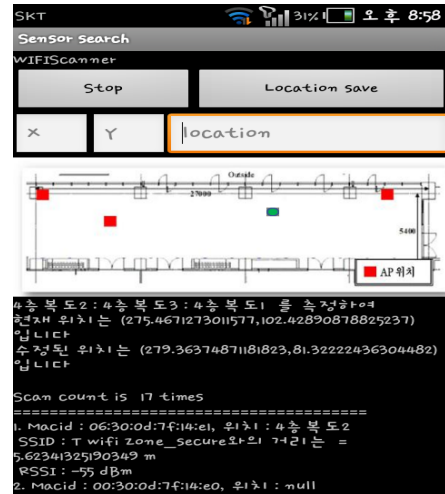 SKT 31% 오후 8:58
Sensor search
WIFIScanner
Stop Location save
X Y location
Outside
27000
5400
AP 위치
4층복도2:4층복도3:4층복도1 를 측정하여
현재 위치는 (275.4671273011577,102.42890878825237)
입니다
수정된 위치는 (279.36374871181823,81.32222436304482)
입니다
Scan count is 17 times
=======================================
1. Macid : 06:30:0d:7f:14:e1, 위치 : 4층복도2
SSID : T wifi zone_secure와의 거리는 =
5.62341325190349 m
RSSI : -55 dBm
2. Macid : 00:30:0d:7f:14:e0, 위치 : null